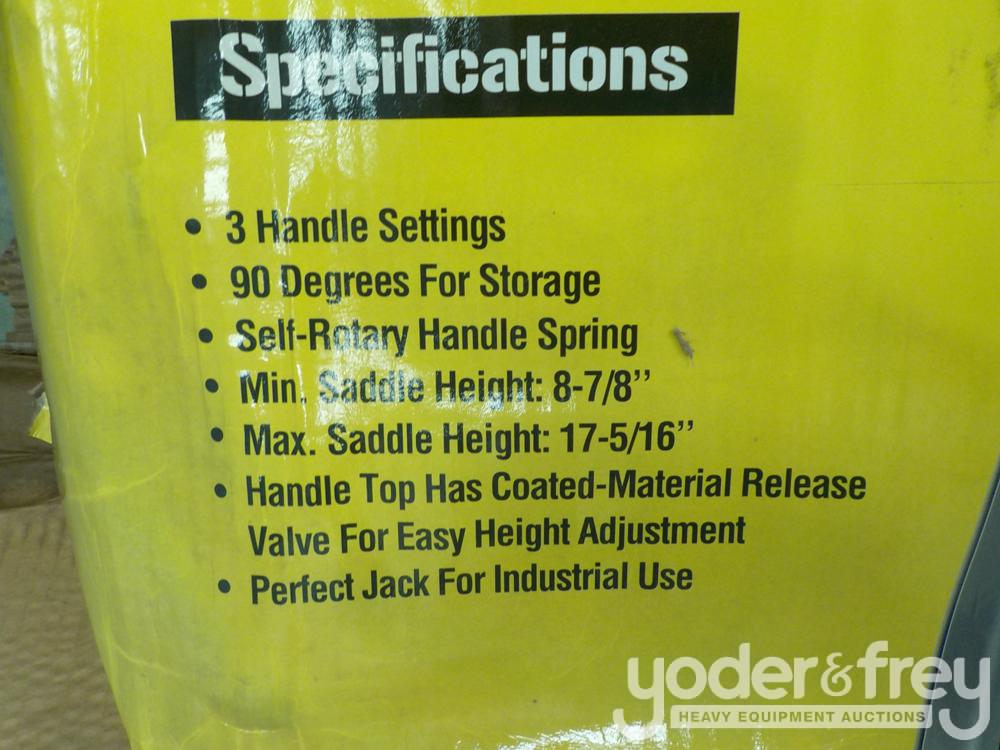 Specifications
• 3 Handle Settings
• 90 Degrees For Storage
• Self-Rotary Handle Spring
• Min. Saddle Height: 8-7/8’’
• Max. Saddle Height: 17-5/16’’
• Handle Top Has Coated-Material Release
Valve For Easy Height Adjustment
• Perfect Jack For Industrial Use
yoder&frey
HEAVY EQUIPMENT AUCTIONS